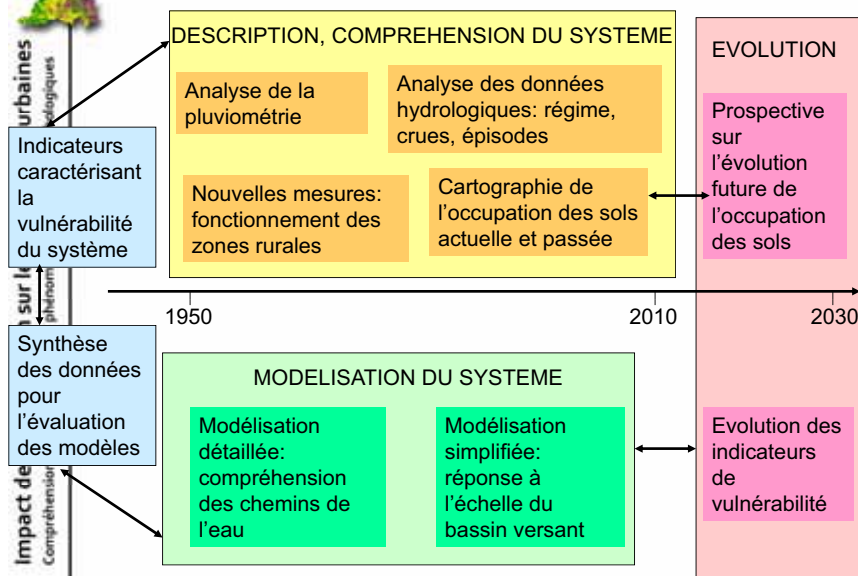 DESCRIPTION, COMPREHENSION DU SYSTEME
Analyse de la
pluviométrie
Analyse des données
hydrologiques: régime,
crues, épisodes
Nouvelles mesures:
fonctionnement des
zones rurales
Cartographie de
l'occupation des sols
actuelle et passée
EVOLUTION
Prospective
sur
l'évolution
future de
l'occupation
des sols
Indicateurs
caractérisant
la
vulnérabilité
du système
1950
2010
2030
Synthèse
des données
pour
l'évaluation
des modèles
MODELISATION DU SYSTEME
Modélisation
détaillée:
compréhension
des chemins de
l'eau
Modélisation
simplifiée:
réponse à
l'échelle du
bassin versant
Evolution des
indicateurs
de
vulnérabilité
Impact de sur urbaines
Compréhension phénom ologiques